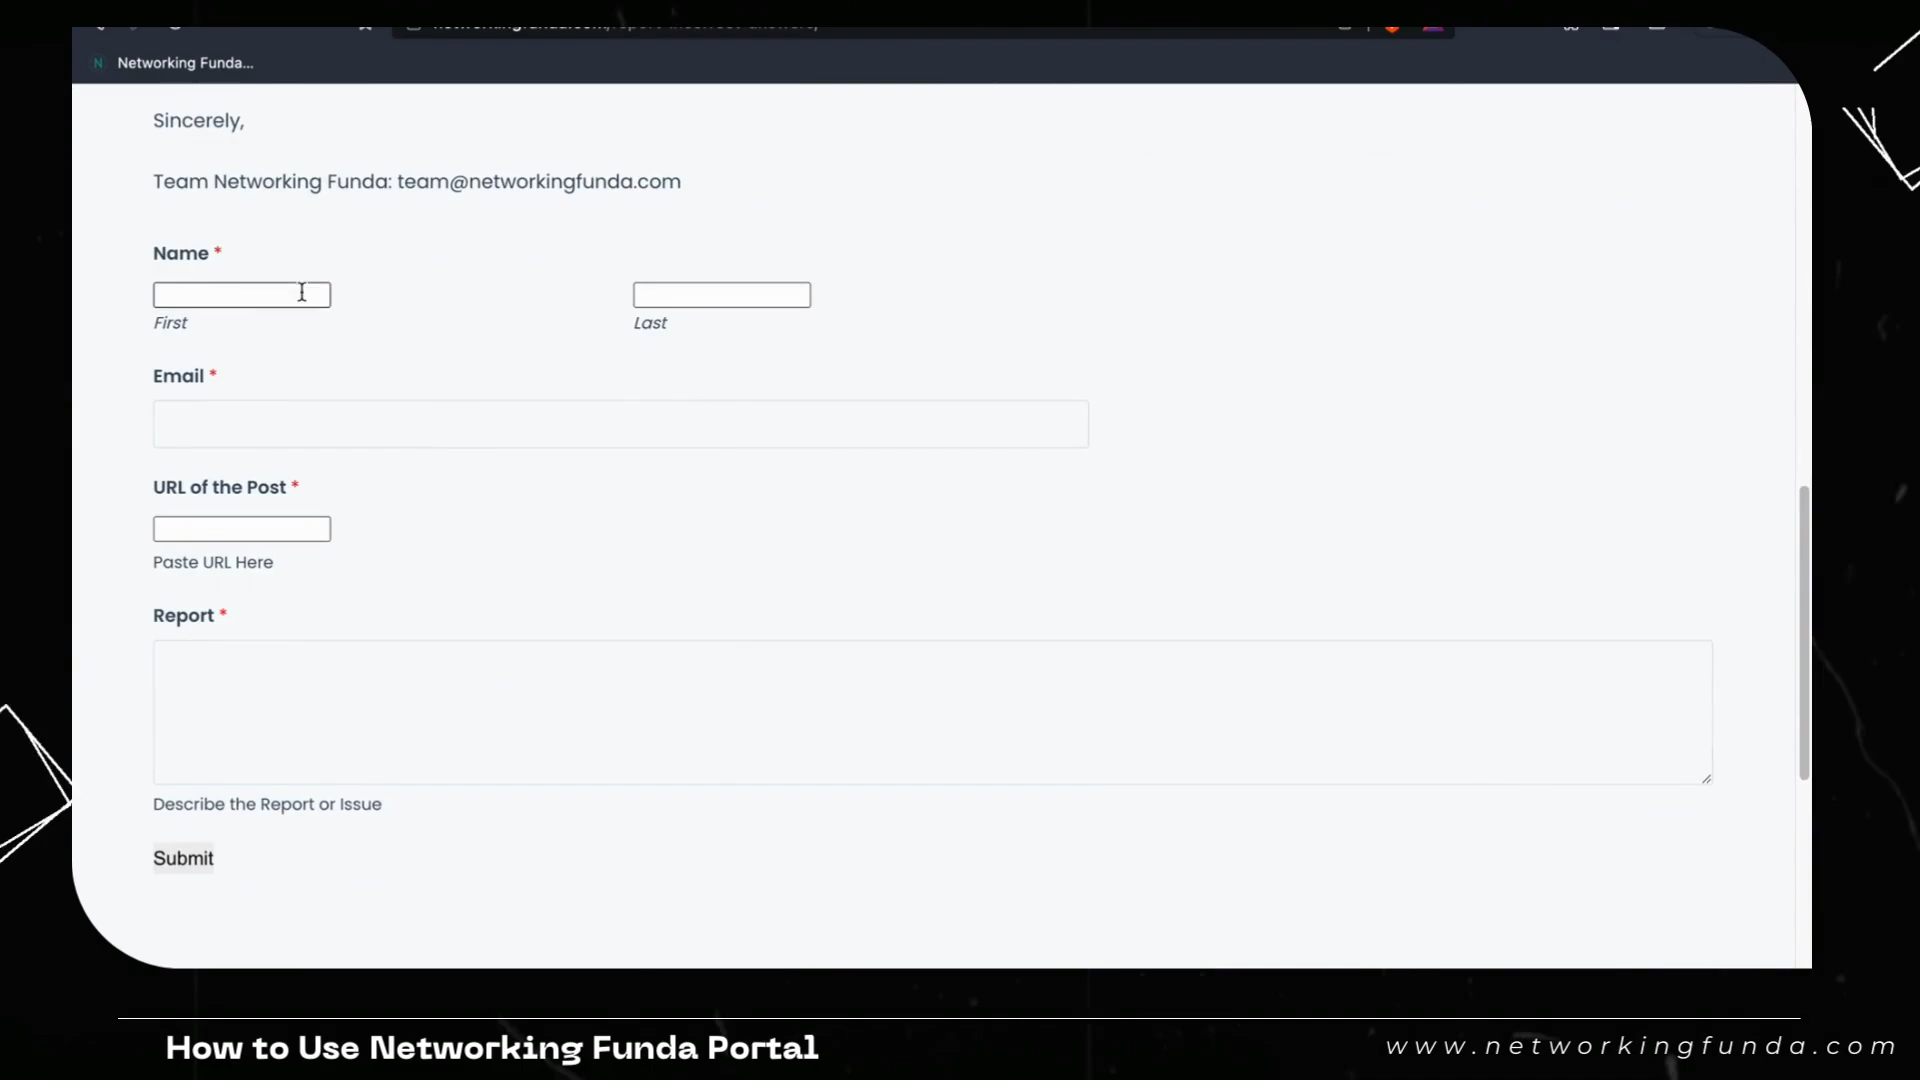 Networking Funda...
Sincerely,
Team Networking Funda: team@networkingfunda.com
Name *
First
Last
Email *
URL of the Post *
Paste URL Here
Report *
Describe the Report or Issue
Submit
How to Use Networking Funda Portal
www.networkingfunda.com